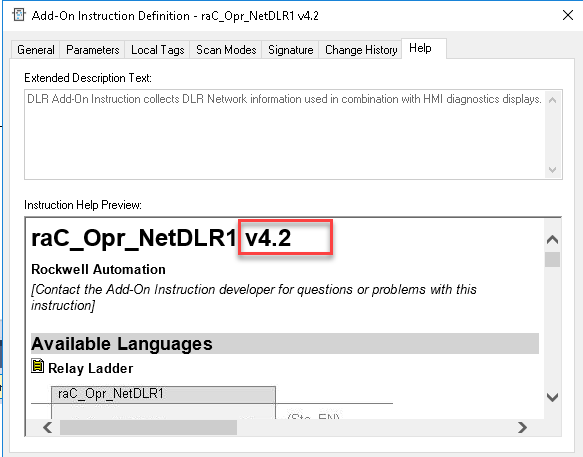 Add-On Instruction Definition - raC_Opr_NetDLR1 v4.2
General Parameters Local Tags Scan Modes Signature Change History Help
Extended Description Text:
DLR Add-On Instruction collects DLR Network information used in combination with HMI diagnostics displays.
Instruction Help Preview:
raC_Opr_NetDLR1 v4.2
Rockwell Automation
[Contact the Add-On Instruction developer for questions or problems with this
instruction]
Available Languages
Relay Ladder
raC_Opr_NetDLR1